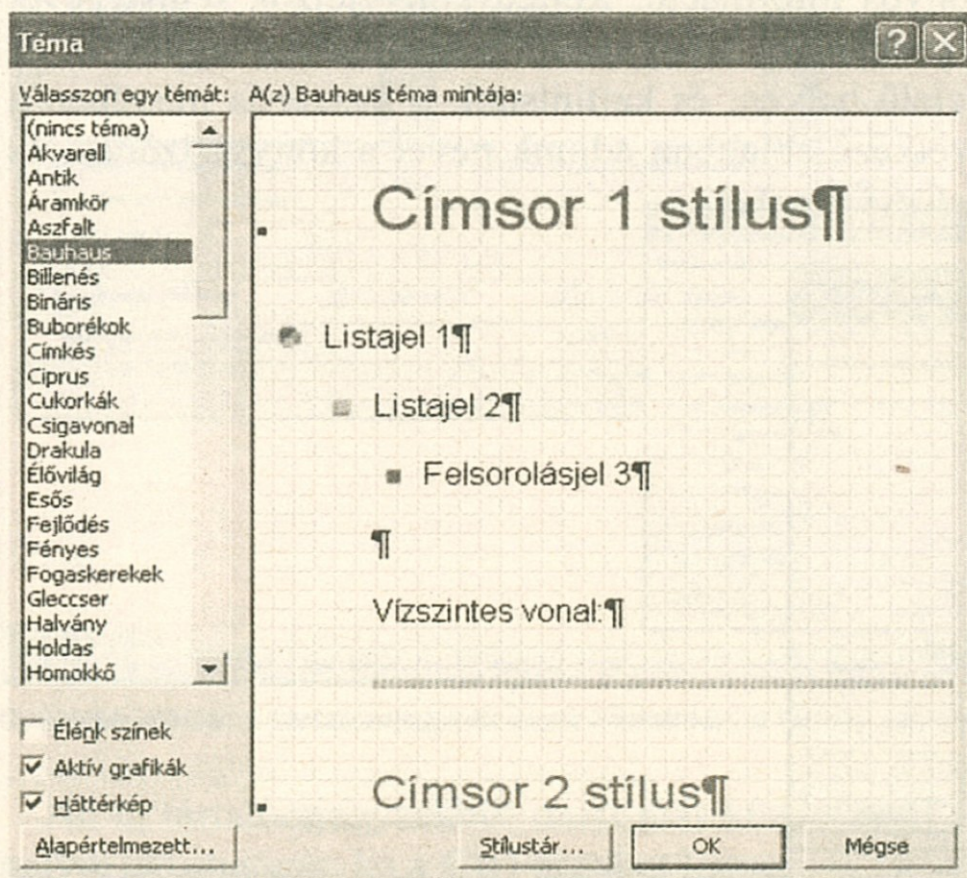 Téma
Válasszon egy témát:
(nincs téma)
Akvarell
Antik
Áramkör
Aszfalt
Bauhaus
Billenés
Bináris
Buborékok
Címkés
Ciprus
Cukorkák
Csigavonal
Drakula
Élővilág
Esős
Fejlődés
Fényes
Fogaskerekek
Gleccser
Halvány
Holdas
Homokkő
Élénk színek
Aktív grafikák
Háttérkép
A(z) Bauhaus téma mintája:
Címsor 1 stílus¶
Listajel 1¶
Listajel 2¶
Felsorolásjel 3¶
¶
Vízszintes vonal:¶
Címsor 2 stílus¶
Alapértelmezett... Stílustár... OK Mégse